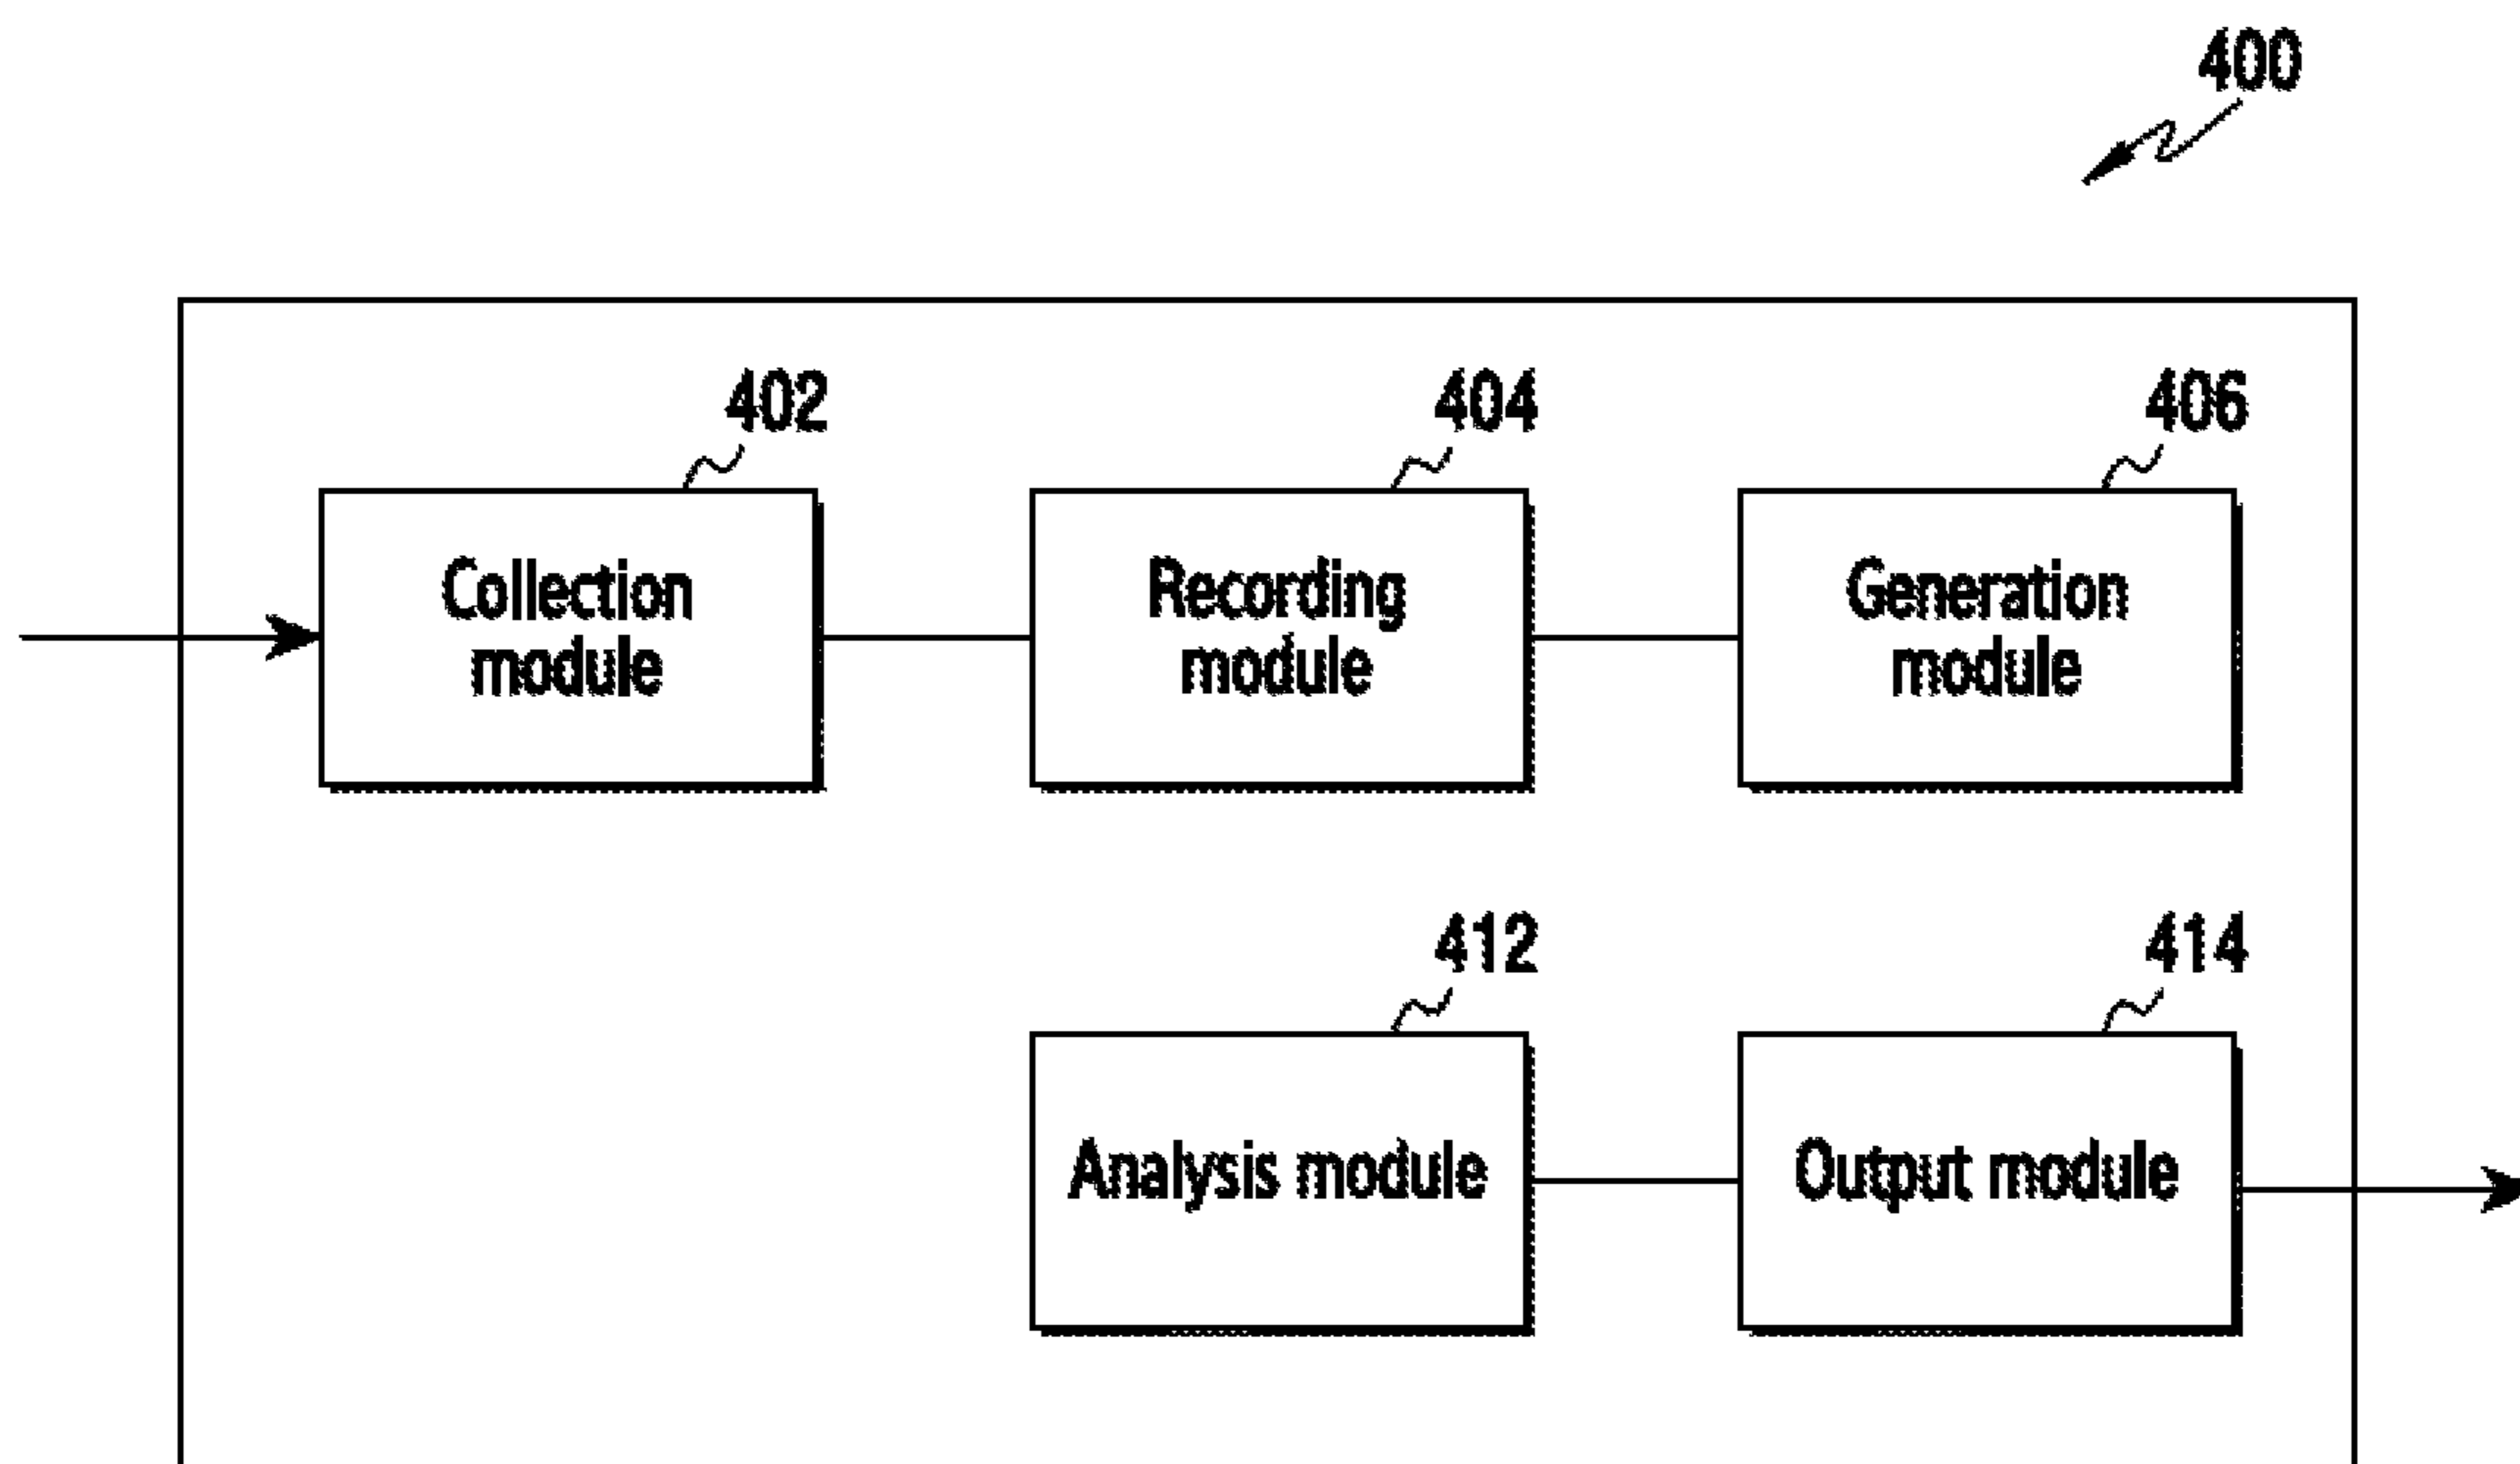 400
402
404
406
Collection
module
Recording
module
Generation
module
412
414
Analysis module
Output module